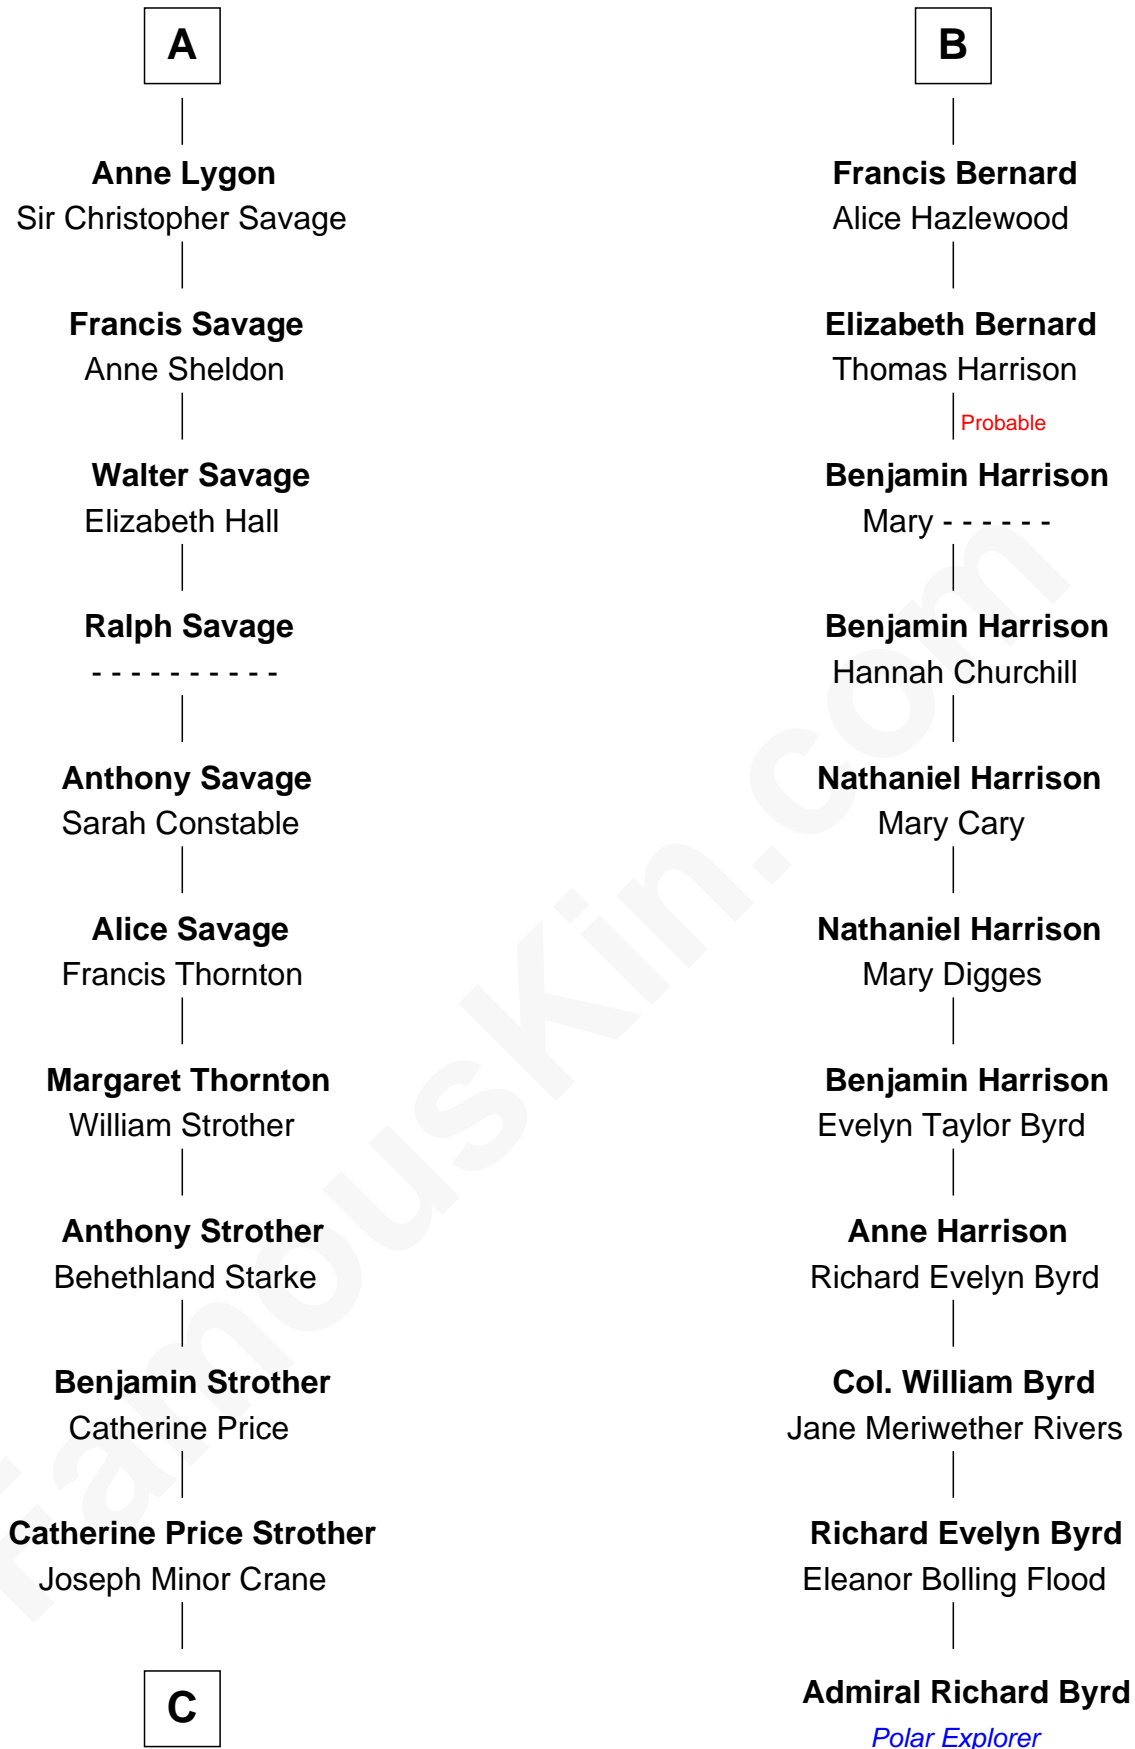 A
Anne Lygon
Sir Christopher Savage
Francis Savage
Anne Sheldon
Walter Savage
Elizabeth Hall
Ralph Savage
- - - - - - - - - -
Anthony Savage
Sarah Constable
Alice Savage
Francis Thornton
Margaret Thornton
William Strother
Anthony Strother
Behethland Starke
Benjamin Strother
Catherine Price
Catherine Price Strother
Joseph Minor Crane
C
B
Francis Bernard
Alice Hazlewood
Elizabeth Bernard
Thomas Harrison
Probable
Benjamin Harrison
Mary - - - - - -
Benjamin Harrison
Hannah Churchill
Nathaniel Harrison
Mary Cary
Nathaniel Harrison
Mary Digges
Benjamin Harrison
Evelyn Taylor Byrd
Anne Harrison
Richard Evelyn Byrd
Col. William Byrd
Jane Meriwether Rivers
Richard Evelyn Byrd
Eleanor Bolling Flood
Admiral Richard Byrd
Polar Explorer
FamousKin.com